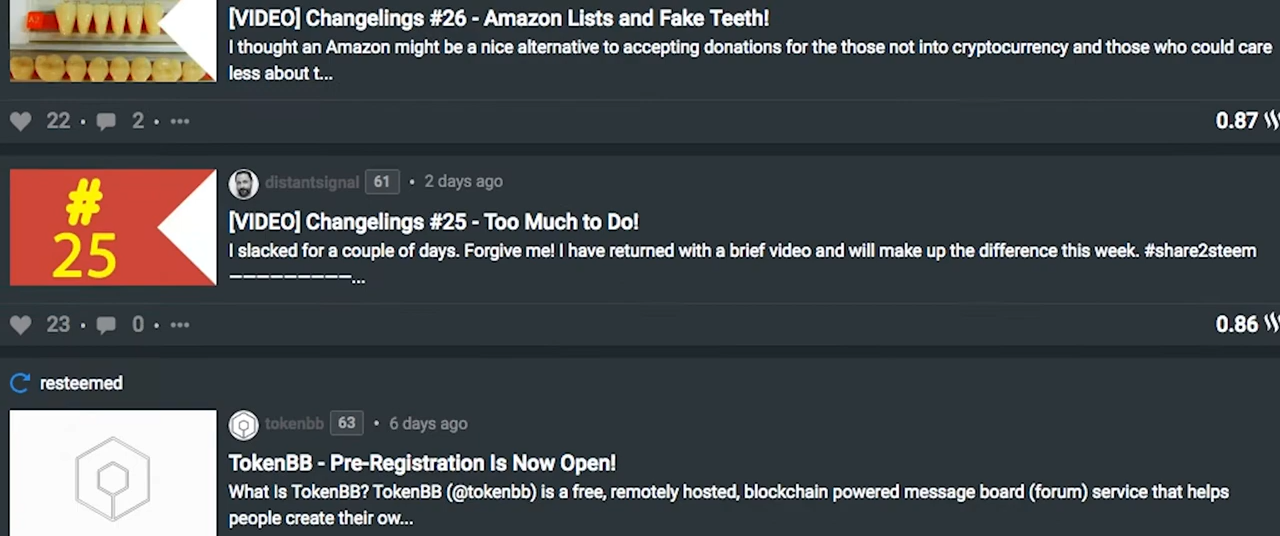 [VIDEO] Changelings #26 - Amazon Lists and Fake Teeth!
I thought an Amazon might be a nice alternative to accepting donations for the those not into cryptocurrency and those who could care
less about t...
22 • 2 • •••
0.87
# 25
distantsignal 61 • 2 days ago
[VIDEO] Changelings #25 - Too Much to Do!
I slacked for a couple of days. Forgive me! I have returned with a brief video and will make up the difference this week. #share2steem
—————————...
23 • 0 • •••
0.86
resteemed
tokenbb 63 • 6 days ago
TokenBB - Pre-Registration Is Now Open!
What Is TokenBB? TokenBB (@tokenbb) is a free, remotely hosted, blockchain powered message board (forum) service that helps
people create their ow...